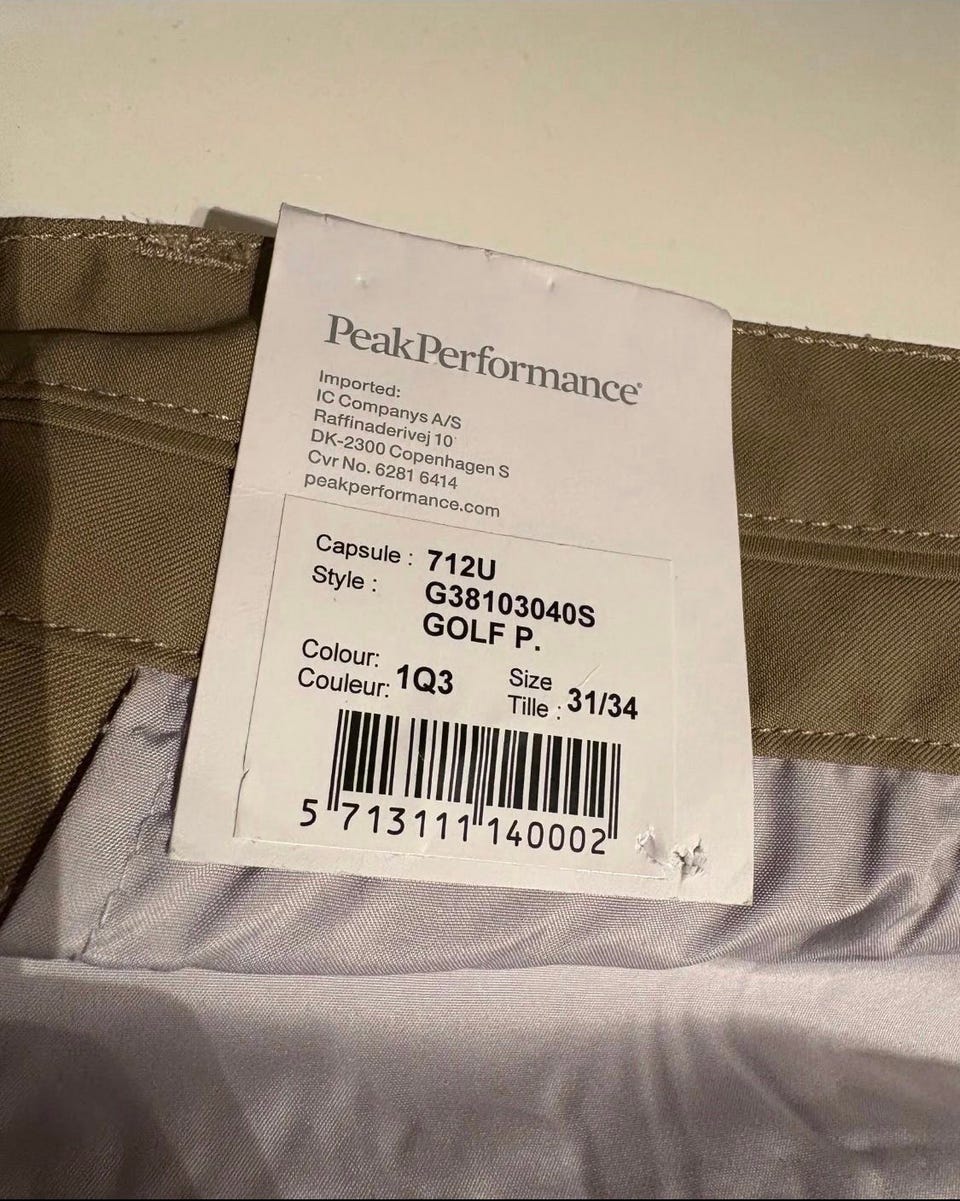 PeakPerformance®
Imported:
IC Companys A/S
Raffinaderivej 10
DK-2300 Copenhagen S
Cvr No. 6281 6414
peakperformance.com
Capsule : 712U
Style : G38103040S
GOLF P.
Colour:
Couleur: 1Q3
Size
Tille : 31/34
5 713111 140002